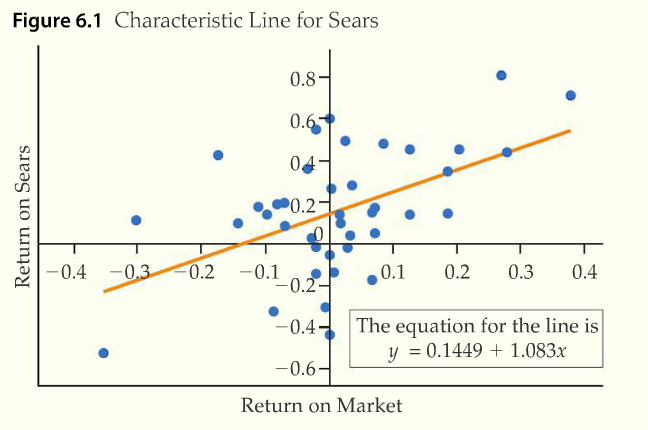 Figure 6.1 Characteristic Line for Sears
Return on Sears
0.8
0.6
0.4
0.2
0
−0.4 −0.3 −0.2 −0.1 0.1 0.2 0.3 0.4
−0.2
−0.4
−0.6
The equation for the line is
y = 0.1449 + 1.083x
Return on Market